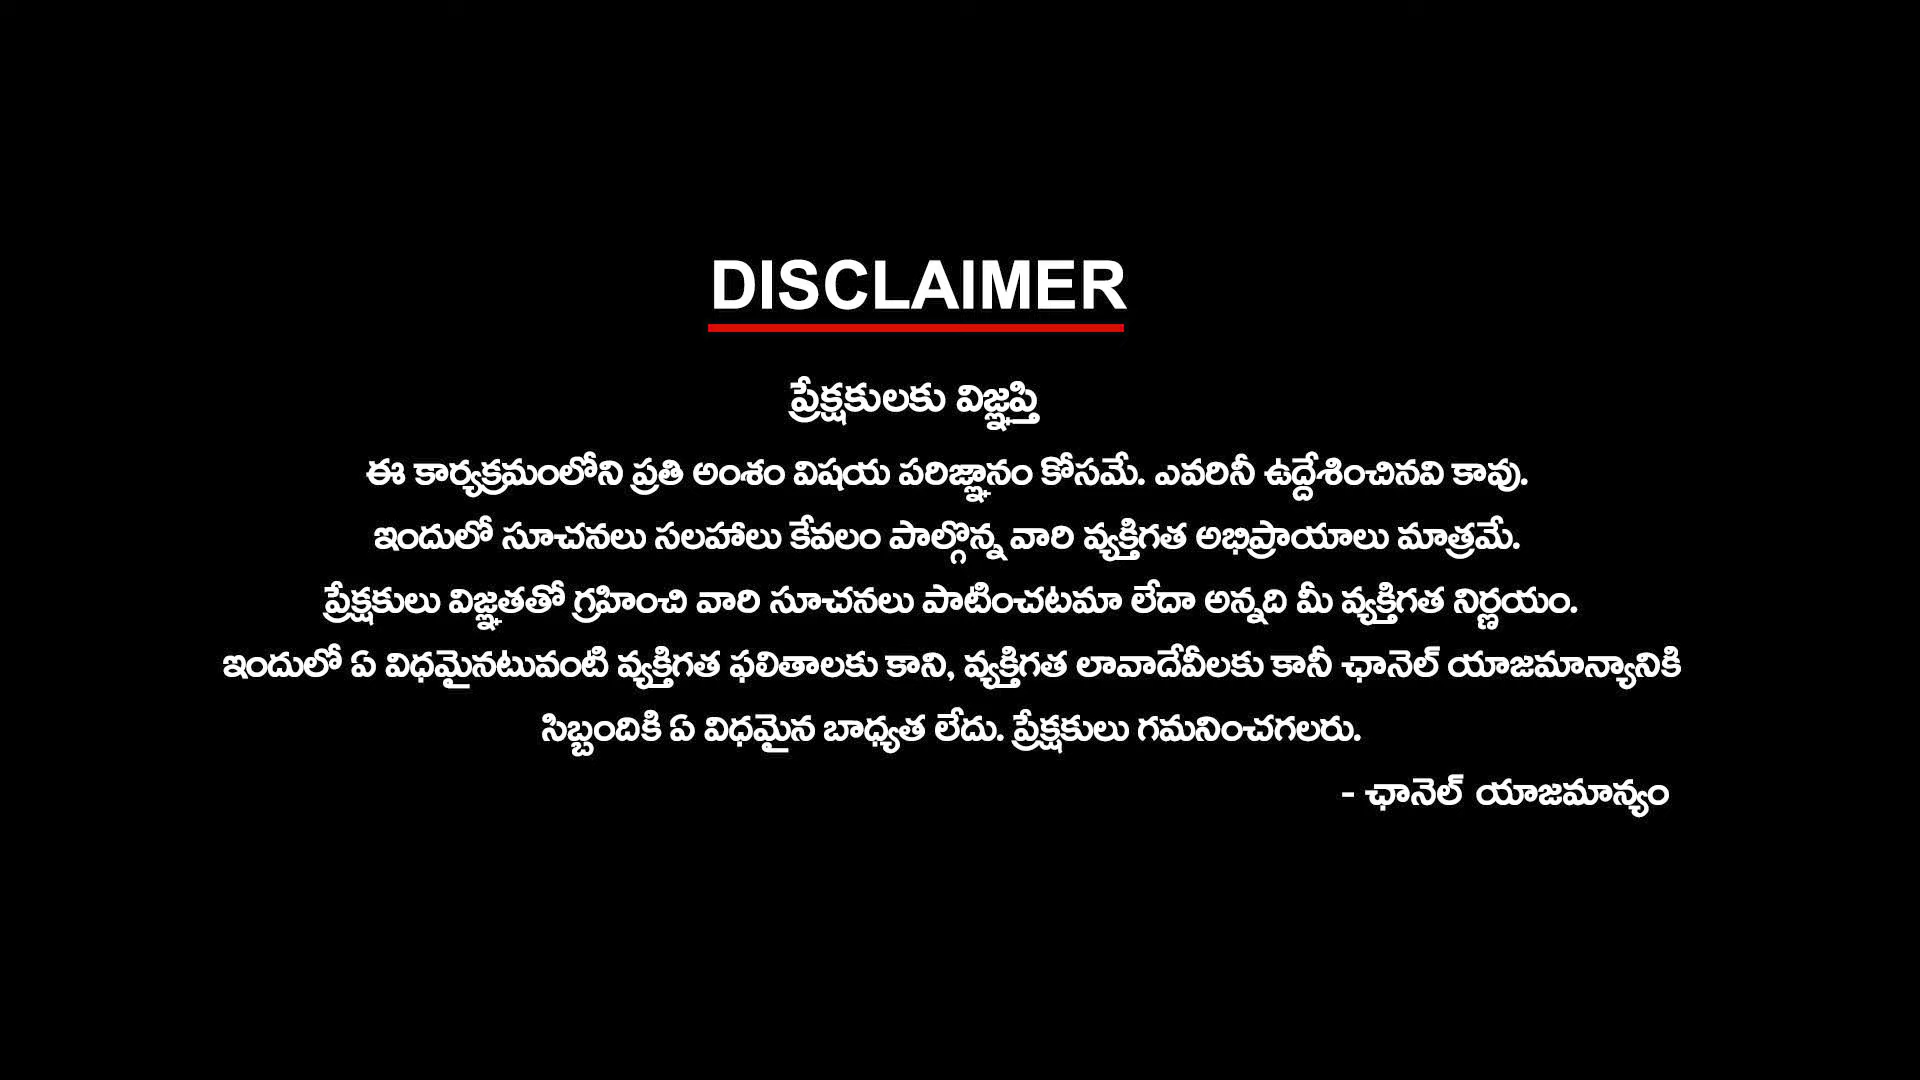 DISCLAIMER
ప్రేక్షకులకు విజ్ఞప్తి
ఈ కార్యక్రమంలోని ప్రతి అంశం విషయ పరిజ్ఞానం కోసమే. ఎవరినీ ఉద్దేశించినవి కావు.
ఇందులో సూచనలు సలహాలు కేవలం పాల్గొన్న వారి వ్యక్తిగత అభిప్రాయాలు మాత్రమే.
ప్రేక్షకులు విజ్ఞతతో గ్రహించి వారి సూచనలు పాటించటమా లేదా అన్నది మీ వ్యక్తిగత నిర్ణయం.
ఇందులో ఏ విధమైనటువంటి వ్యక్తిగత ఫలితాలకు కాని, వ్యక్తిగత లావాదేవీలకు కానీ ఛానెల్ యాజమాన్యానికి
సిబ్బందికి ఏ విధమైన బాధ్యత లేదు. ప్రేక్షకులు గమనించగలరు.
- ఛానెల్ యాజమాన్యం